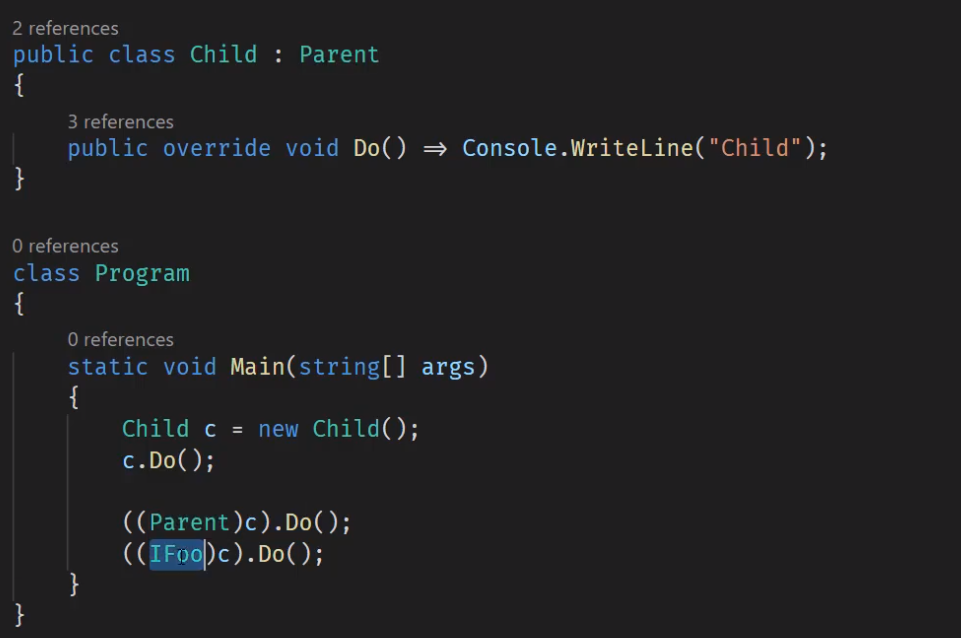 2 references
public class Child : Parent
{
3 references
public override void Do() => Console.WriteLine("Child");
}
0 references
class Program
{
0 references
static void Main(string[] args)
{
Child c = new Child();
c.Do();
((Parent)c).Do();
((IFoo)c).Do();
}
}